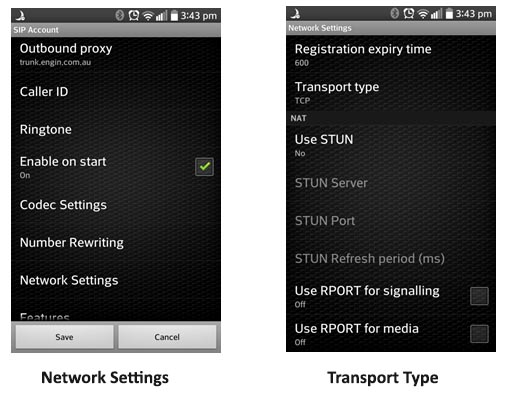 3:43 pm
SIP Account
Outbound proxy
trunk.engin.com.au
Caller ID
Ringtone
Enable on start
On
Codec Settings
Number Rewriting
Network Settings
Features
Save
Cancel
Network Settings
3:43 pm
Network Settings
Registration expiry time
600
Transport type
TCP
NAT
Use STUN
No
STUN Server
STUN Port
STUN Refresh period (ms)
Use RPORT for signalling
Off
Use RPORT for media
Off
Transport Type